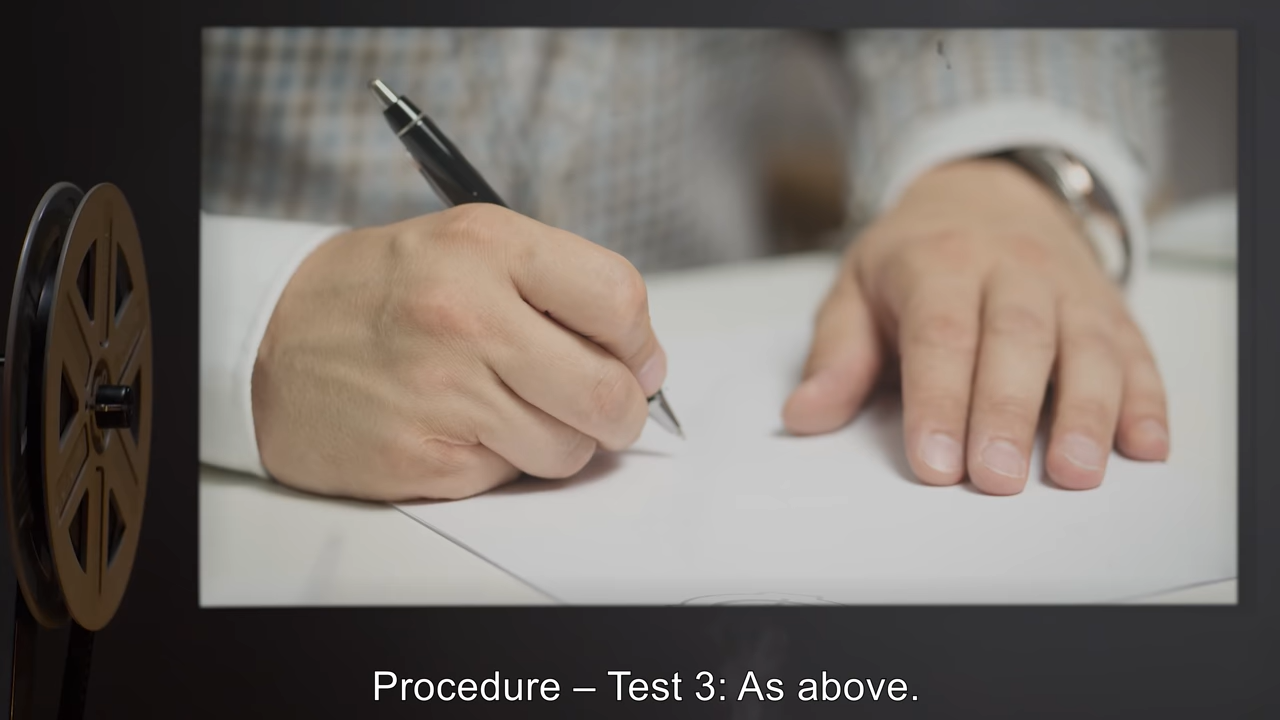 Procedure – Test 3: As above.